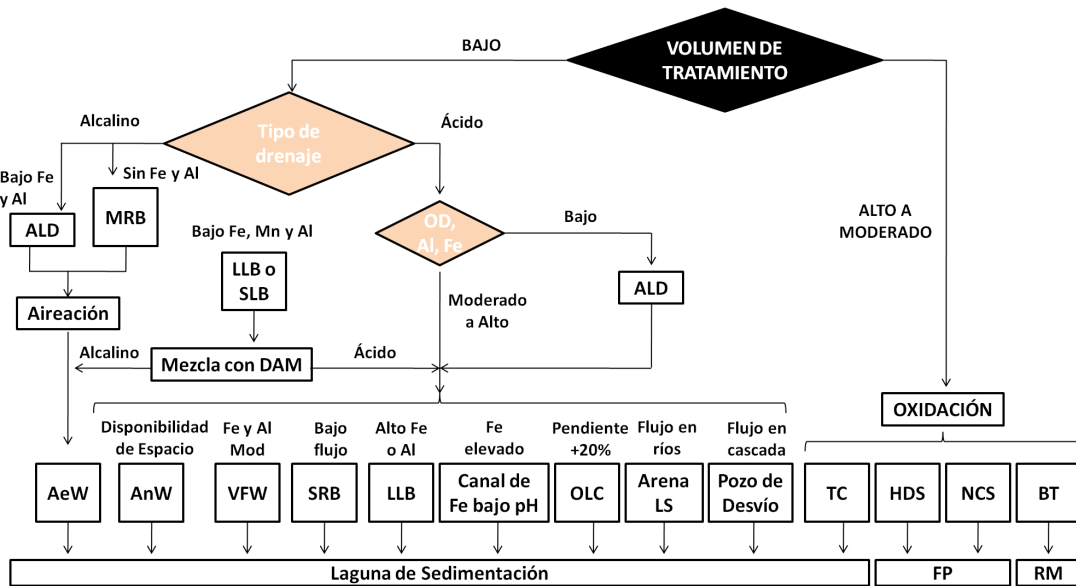 BAJO
VOLUMEN DE
TRATAMIENTO
Alcalino
Tipo de
drenaje
Ácido
Bajo Fe
y Al
Sin Fe y Al
ALD
MRB
Bajo Fe, Mn y Al
LLB o
SLB
OD,
Al, Fe
Bajo
ALD
ALTO A
MODERADO
Aireación
Moderado
a Alto
Alcalino
Mezcla con DAM
Ácido
OXIDACIÓN
Disponibilidad
de Espacio
Fe y Al
Mod
Bajo
flujo
Alto Fe
o Al
Fe
elevado
Pendiente
+20%
Flujo en
ríos
Flujo en
cascada
AeW
AnW
VFW
SRB
LLB
Canal de
Fe bajo pH
OLC
Arena
LS
Pozo de
Desvío
TC
HDS
NCS
BT
Laguna de Sedimentación
FP
RM